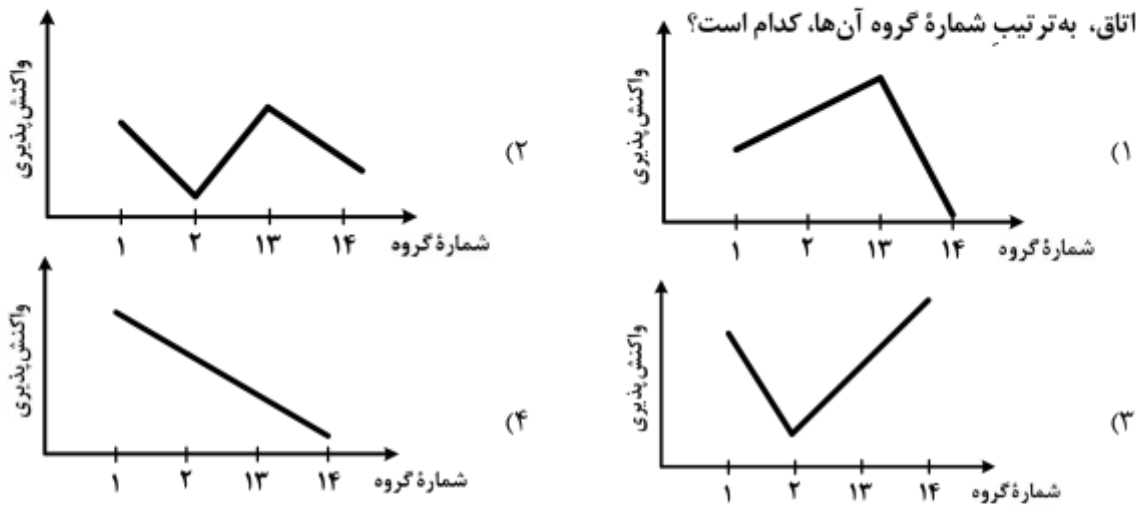 اتاق، به‌ترتیبِ شمارهٔ گروه آن‌ها، کدام است؟
۱)
واکنش‌پذیری
۱ ۲ ۱۳ ۱۴
شمارهٔ گروه
۲)
واکنش‌پذیری
۱ ۲ ۱۳ ۱۴
شمارهٔ گروه
۳)
واکنش‌پذیری
۱ ۲ ۱۳ ۱۴
شمارهٔ گروه
۴)
واکنش‌پذیری
۱ ۲ ۱۳ ۱۴
شمارهٔ گروه